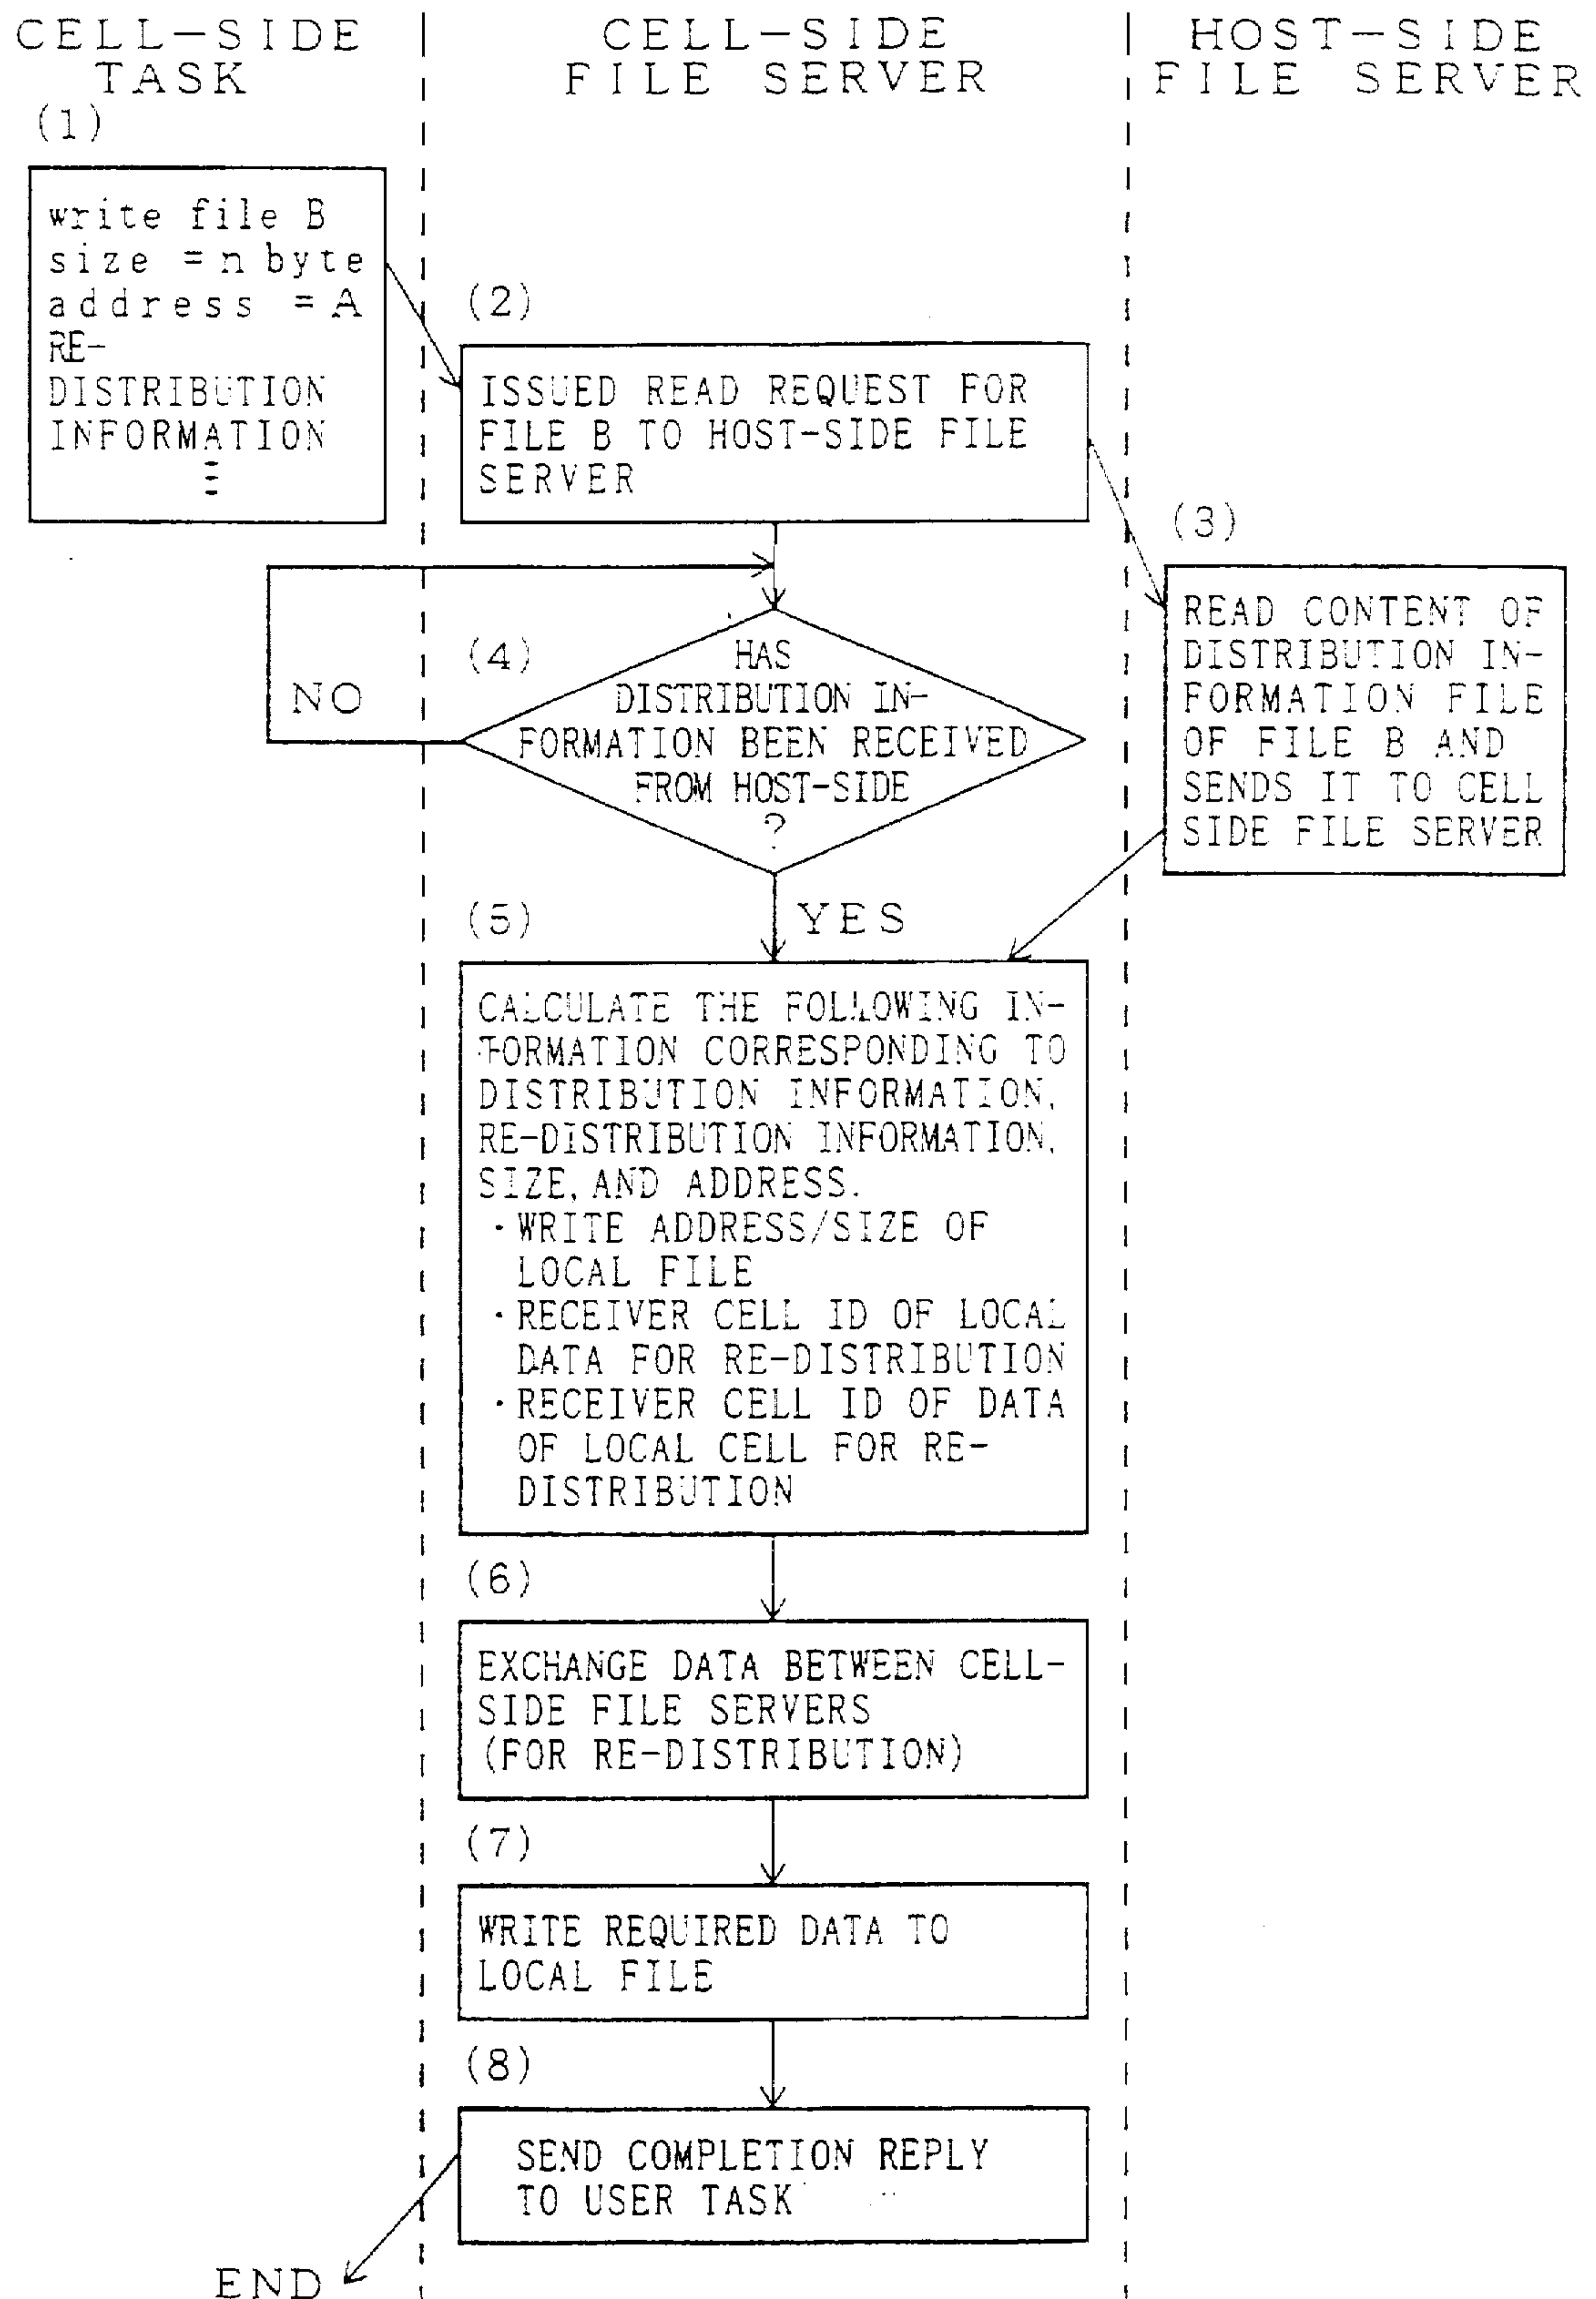 CELL-SIDE
TASK
CELL-SIDE
FILE SERVER
HOST-SIDE
FILE SERVER
(1)
write file B
size = n byte
address = A
RE-
DISTRIBUTION
INFORMATION
(2)
ISSUED READ REQUEST FOR
FILE B TO HOST-SIDE FILE
SERVER
(3)
READ CONTENT OF
DISTRIBUTION IN-
FORMATION FILE
OF FILE B AND
SENDS IT TO CELL
SIDE FILE SERVER
(4)
HAS
DISTRIBUTION IN-
FORMATION BEEN RECEIVED
FROM HOST-SIDE
?
NO
YES
(5)
CALCULATE THE FOLLOWING IN-
FORMATION CORRESPONDING TO
DISTRIBUTION INFORMATION,
RE-DISTRIBUTION INFORMATION,
SIZE, AND ADDRESS.
·WRITE ADDRESS/SIZE OF
LOCAL FILE
·RECEIVER CELL ID OF LOCAL
DATA FOR RE-DISTRIBUTION
·RECEIVER CELL ID OF DATA
OF LOCAL CELL FOR RE-
DISTRIBUTION
(6)
EXCHANGE DATA BETWEEN CELL-
SIDE FILE SERVERS
(FOR RE-DISTRIBUTION)
(7)
WRITE REQUIRED DATA TO
LOCAL FILE
(8)
SEND COMPLETION REPLY
TO USER TASK
END